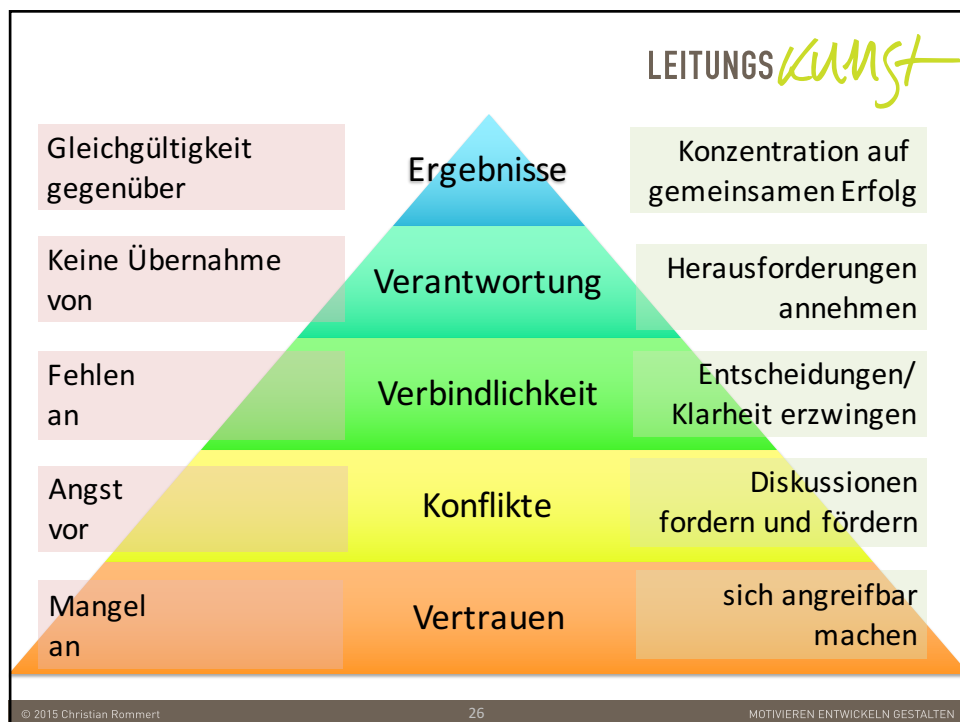 LEITUNGSkunst
Gleichgültigkeit
gegenüber
Ergebnisse
Konzentration auf
gemeinsamen Erfolg
Keine Übernahme
von
Verantwortung
Herausforderungen
annehmen
Fehlen
an
Verbindlichkeit
Entscheidungen/
Klarheit erzwingen
Angst
vor
Konflikte
Diskussionen
fordern und fördern
Mangel
an
Vertrauen
sich angreifbar
machen
© 2015 Christian Rommert 26 MOTIVIEREN ENTWICKELN GESTALTEN